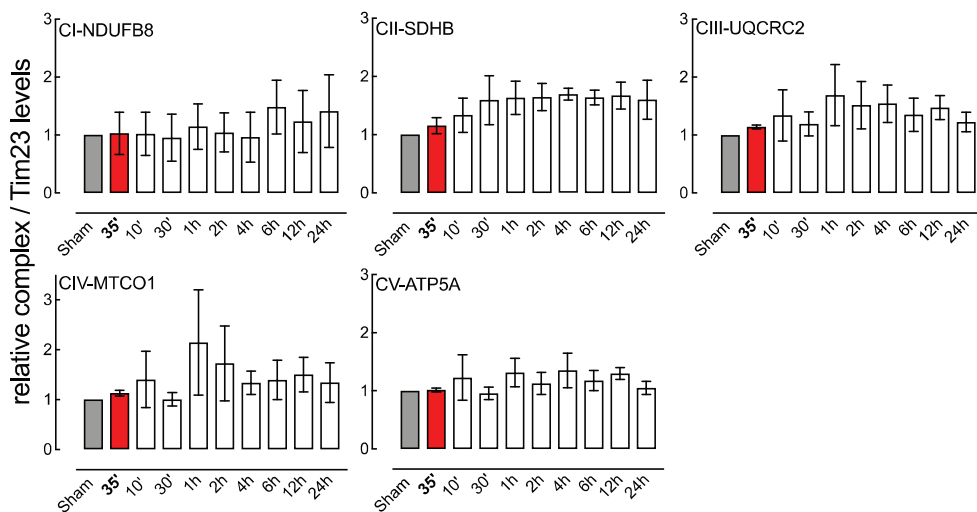 relative complex / Tim23 levels
CI-NDUFB8
3
2
1
0
Sham 35' 10' 30' 1h 2h 4h 6h 12h 24h
CII-SDHB
3
2
1
0
Sham 35' 10' 30' 1h 2h 4h 6h 12h 24h
CIII-UQCRC2
3
2
1
0
Sham 35' 10' 30' 1h 2h 4h 6h 12h 24h
CIV-MTCO1
3
2
1
0
Sham 35' 10' 30' 1h 2h 4h 6h 12h 24h
CV-ATP5A
3
2
1
0
Sham 35' 10' 30' 1h 2h 4h 6h 12h 24h